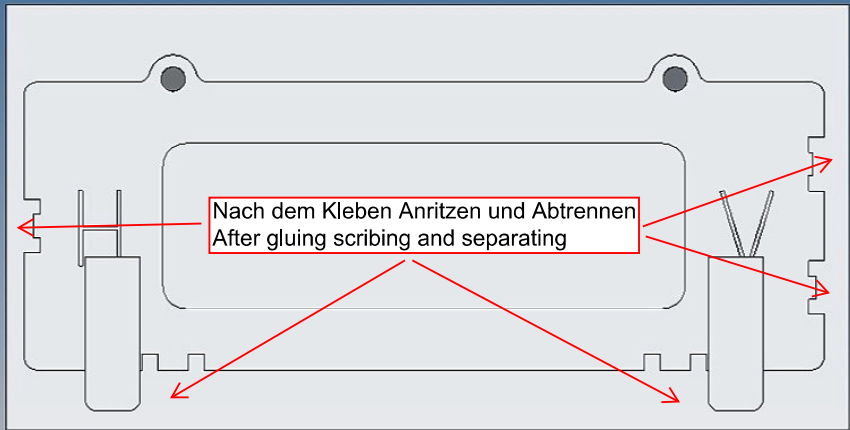 Nach dem Kleben Anritzen und Abtrennen
After gluing scribing and separating